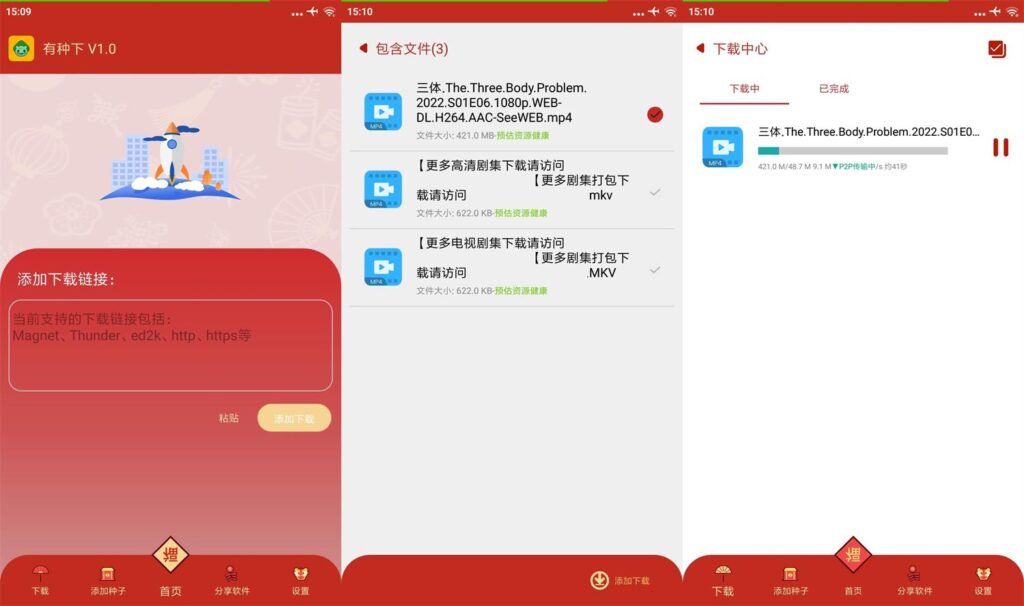 15:09
有种下 V1.0
添加下载链接：
当前支持的下载链接包括：
Magnet、Thunder、ed2k、http、https等
粘贴
添加下载
下载
添加种子
首页
分享软件
设置
15:10
包含文件(3)
三体.The.Three.Body.Problem.
2022.S01E06.1080p.WEB-
DL.H264.AAC-SeeWEB.mp4
MP4
文件大小: 421.0 MB-预估资源健康
【更多高清剧集下载请访问
【更多剧集打包下
载请访问
mkv
MP4
文件大小: 622.0 KB-预估资源健康
【更多电视剧集下载请访问
【更多剧集打包下
载请访问
.MKV
MP4
文件大小: 622.0 KB-预估资源健康
添加下载
15:10
下载中心
下载中
已完成
三体.The.Three.Body.Problem.2022.S01E0...
MP4
421.0 M/48.7 M 9.1 M▼P2P传输中/s 约41秒
下载
添加种子
首页
分享软件
设置